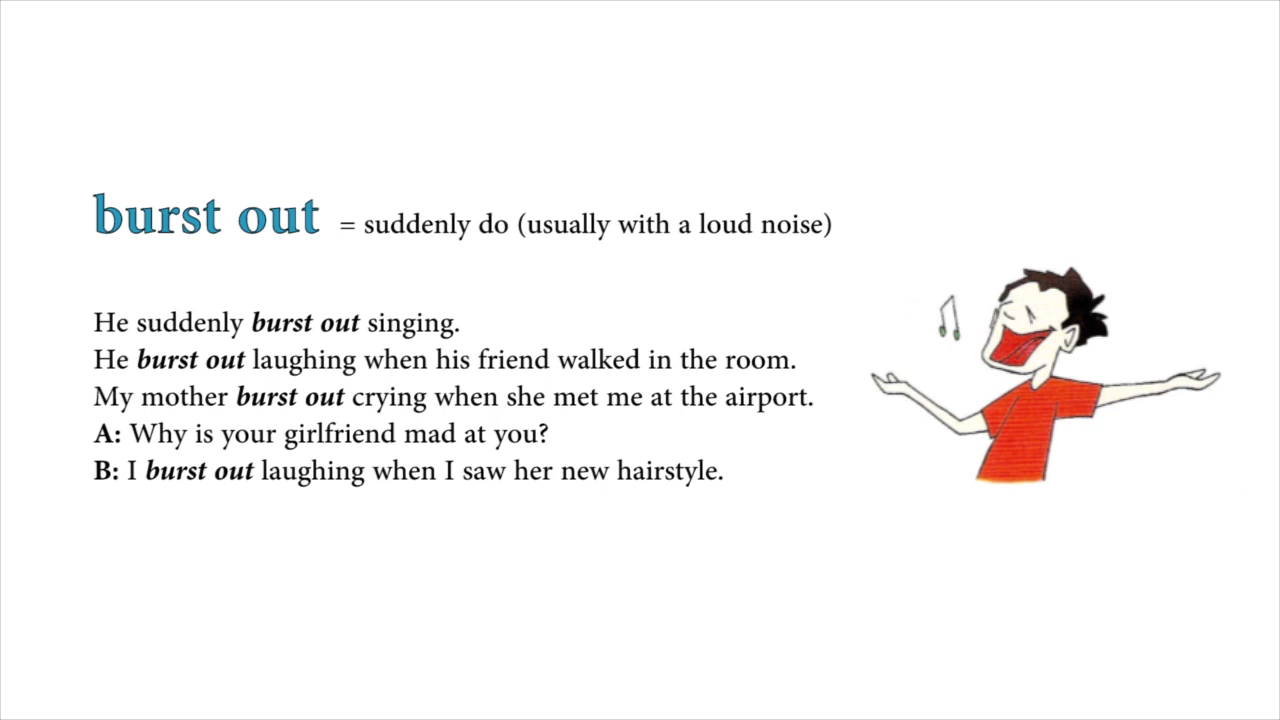 burst out = suddenly do (usually with a loud noise)
He suddenly burst out singing.
He burst out laughing when his friend walked in the room.
My mother burst out crying when she met me at the airport.
A: Why is your girlfriend mad at you?
B: I burst out laughing when I saw her new hairstyle.